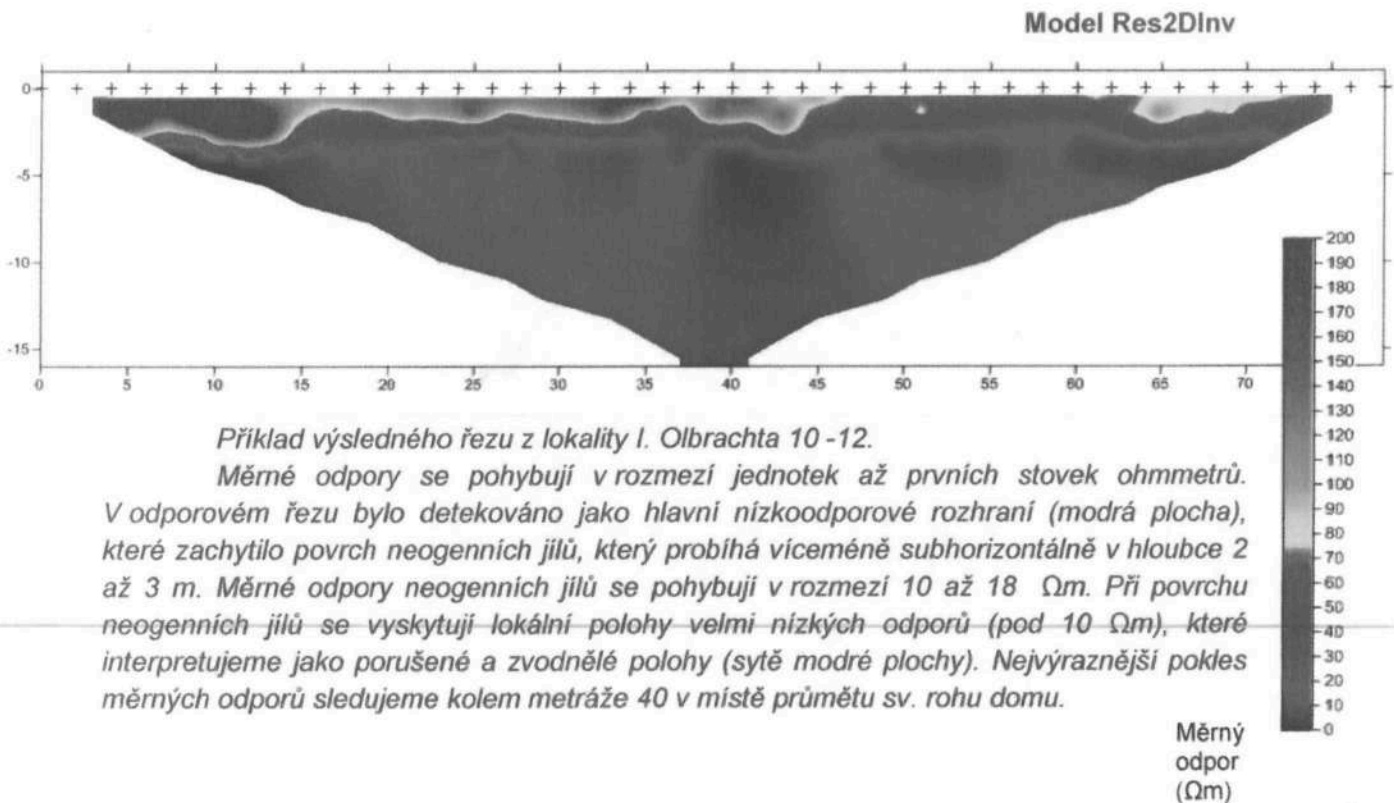 Model Res2DInv
0
-5
-10
-15
0 5 10 15 20 25 30 35 40 45 50 55 60 65 70
200
190
180
170
160
150
140
130
120
110
100
90
80
70
60
50
40
30
20
10
0
Příklad výsledného řezu z lokality I. Olbrachta 10 -12.
Měrné odpory se pohybují v rozmezí jednotek až prvních stovek ohmmetrů.
V odporovém řezu bylo detekováno jako hlavní nízkoodporové rozhraní (modrá plocha),
které zachytilo povrch neogenních jílů, který probíhá víceméně subhorizontálně v hloubce 2
až 3 m. Měrné odpory neogenních jílů se pohybují v rozmezí 10 až 18 Ωm. Při povrchu
neogenních jílů se vyskytují lokální polohy velmi nízkých odporů (pod 10 Ωm), které
interpretujeme jako porušené a zvodnělé polohy (sytě modré plochy). Nejvýraznější pokles
měrných odporů sledujeme kolem metráže 40 v místě průmětu sv. rohu domu.
Měrný
odpor
(Ωm)